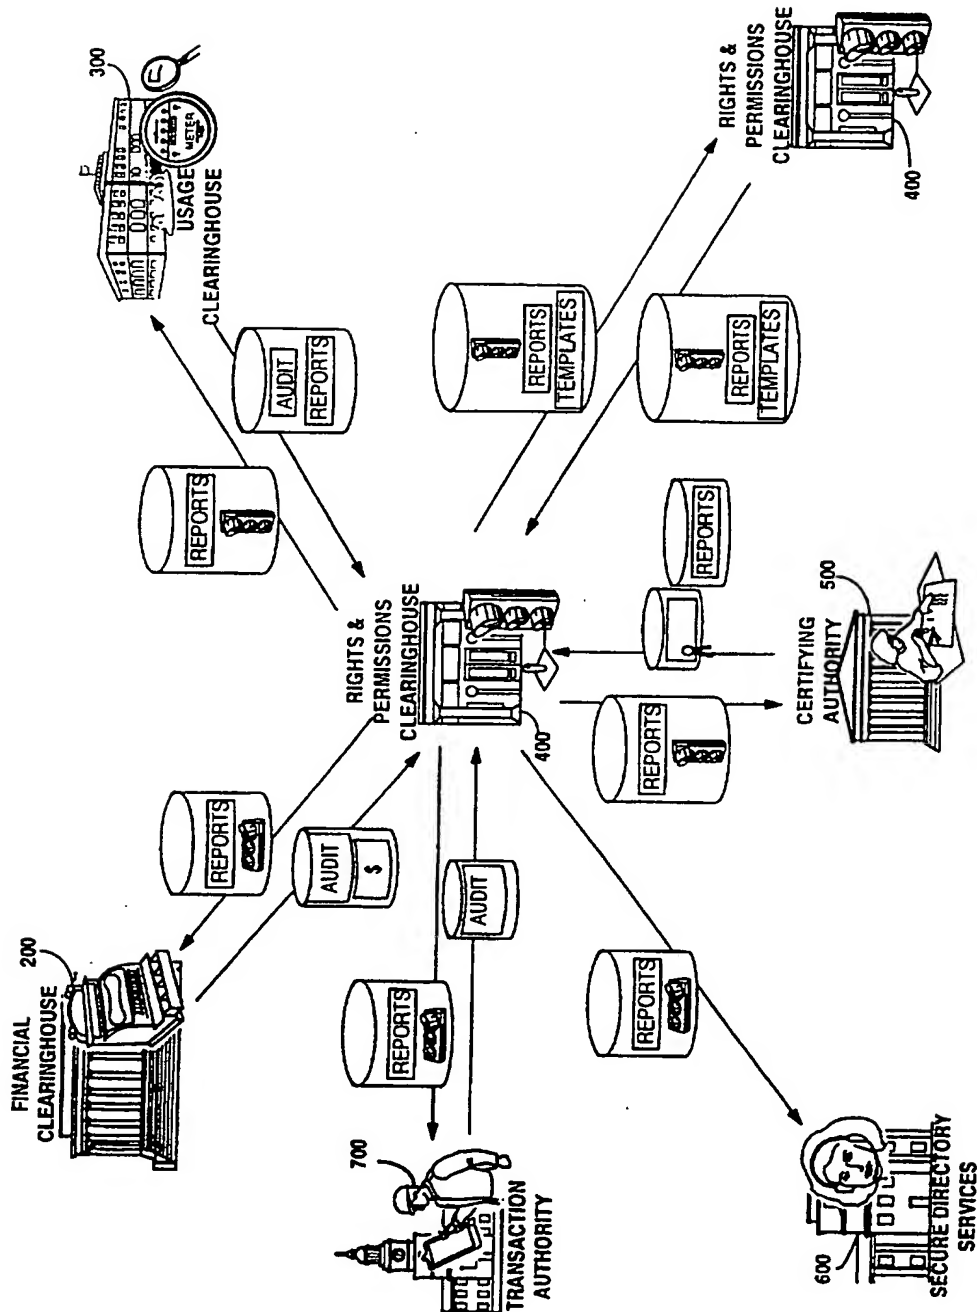 FINANCIAL
CLEARINGHOUSE
200
300
METER
USAGE
CLEARINGHOUSE
REPORTS
REPORTS
AUDIT
REPORTS
AUDIT
$
700
TRANSACTION
AUTHORITY
REPORTS
AUDIT
RIGHTS &
PERMISSIONS
CLEARINGHOUSE
400
REPORTS
TEMPLATES
REPORTS
TEMPLATES
RIGHTS &
PERMISSIONS
CLEARINGHOUSE
400
REPORTS
REPORTS
REPORTS
600
SECURE DIRECTORY
SERVICES
CERTIFYING
AUTHORITY
500